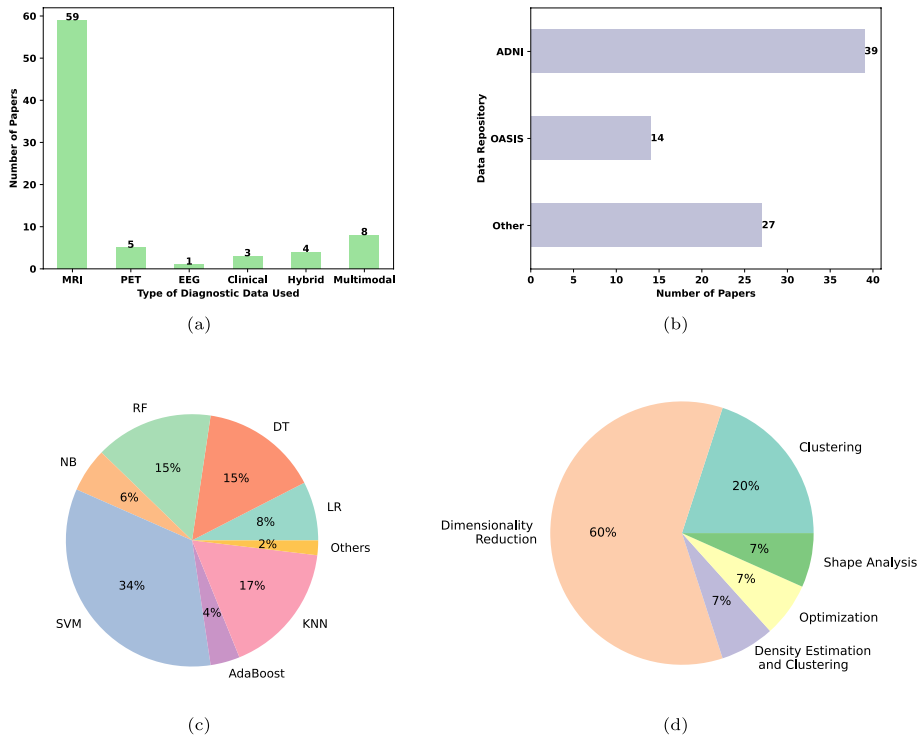 60
50
40
30
20
10
0
Number of Papers
59
5
1
3
4
8
MRI PET EEG Clinical Hybrid Multimodal
Type of Diagnostic Data Used
(a)
Data Repository
ADNI
39
OASIS
14
Other
27
0 5 10 15 20 25 30 35 40
Number of Papers
(b)
RF
DT
NB
LR
15%
15%
6%
8%
2%
Others
34%
17%
4%
SVM
KNN
AdaBoost
(c)
Clustering
20%
Dimensionality
Reduction
60%
7%
Shape Analysis
7%
Optimization
7%
Density Estimation
and Clustering
(d)